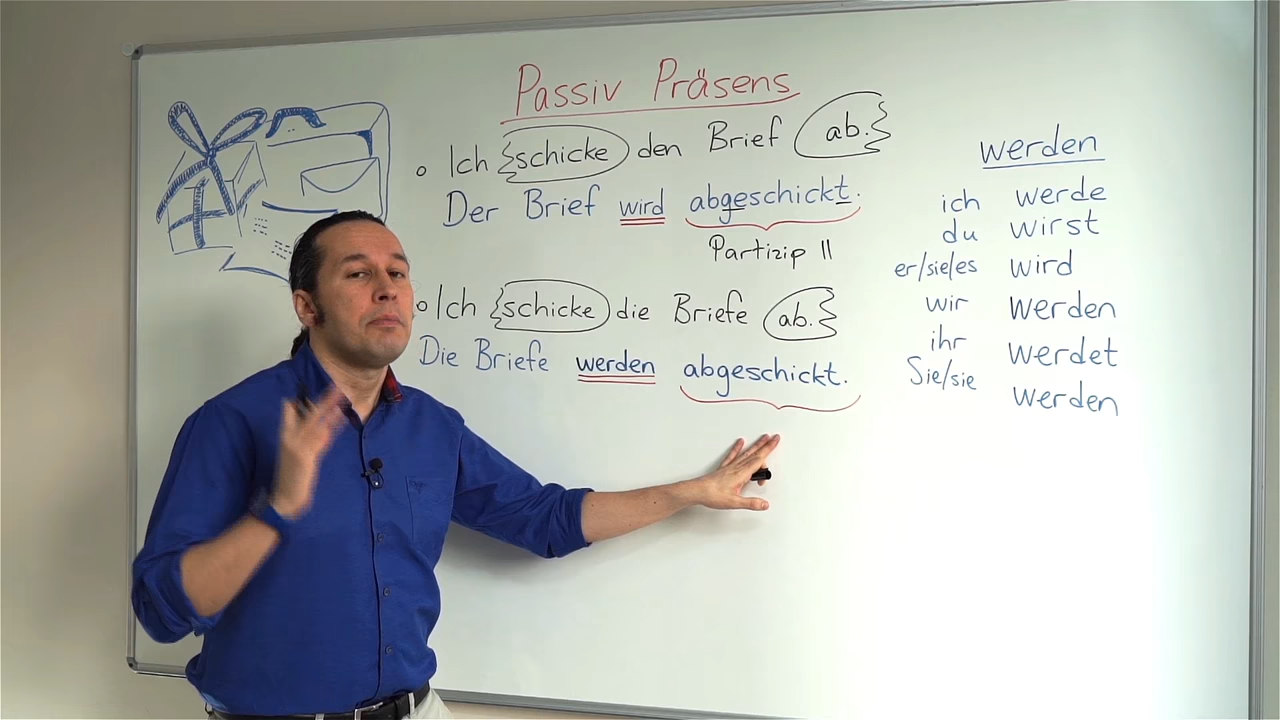 Passiv Präsens
Ich schicke den Brief ab.
Der Brief wird abgeschickt.
Partizip II
Ich schicke die Briefe ab.
Die Briefe werden abgeschickt.
werden
ich werde
du wirst
er/sie/es wird
wir werden
ihr werdet
Sie/sie werden